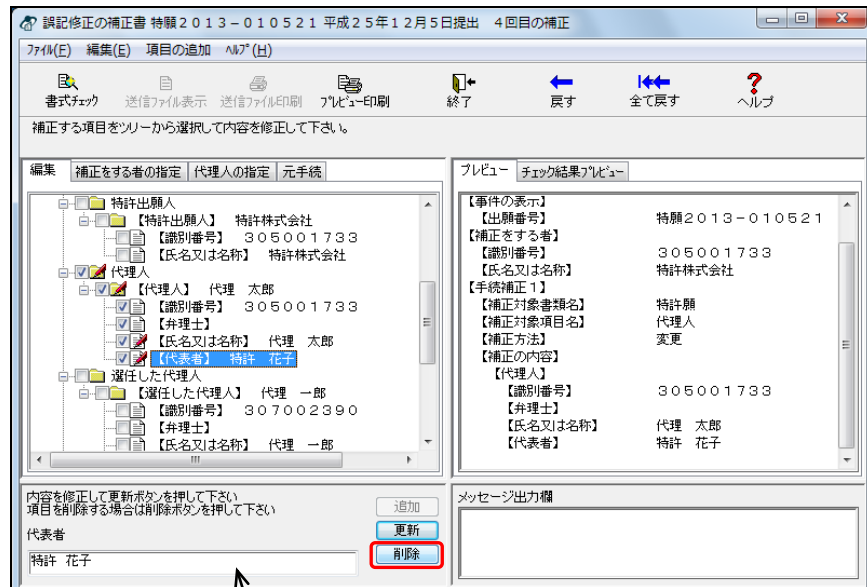 誤記修正の補正書 特願２０１３－０１０５２１ 平成２５年１２月５日提出　４回目の補正
ﾌｧｲﾙ(F) 編集(E) 項目の追加 ﾍﾙﾌﾟ(H)
書式ﾁｪｯｸ 送信ﾌｧｲﾙ表示 送信ﾌｧｲﾙ印刷 ﾌﾟﾚﾋﾞｭｰ印刷 終了 戻す 全て戻す ヘルプ
補正する項目をツリーから選択して内容を修正して下さい。
編集 補正をする者の指定 代理人の指定 元手続
特許出願人
【特許出願人】　特許株式会社
【識別番号】　３０５００１７３３
【氏名又は名称】　特許株式会社
代理人
【代理人】　代理　太郎
【識別番号】　３０５００１７３３
【弁理士】
【氏名又は名称】　代理　太郎
【代表者】　特許　花子
選任した代理人
【選任した代理人】　代理　一郎
【識別番号】　３０７００２３９０
【弁理士】
【氏名又は名称】　代理　一郎
プレビュー チェック結果ﾌﾟﾚﾋﾞｭｰ
【事件の表示】
【出願番号】　特願２０１３－０１０５２１
【補正をする者】
【識別番号】　３０５００１７３３
【氏名又は名称】　特許株式会社
【手続補正１】
【補正対象書類名】　特許願
【補正対象項目名】　代理人
【補正方法】　変更
【補正の内容】
【代理人】
【識別番号】　３０５００１７３３
【弁理士】
【氏名又は名称】　代理　太郎
【代表者】　特許　花子
内容を修正して更新ボタンを押して下さい
項目を削除する場合は削除ボタンを押して下さい
追加
代表者
更新
特許　花子
削除
メッセージ出力欄